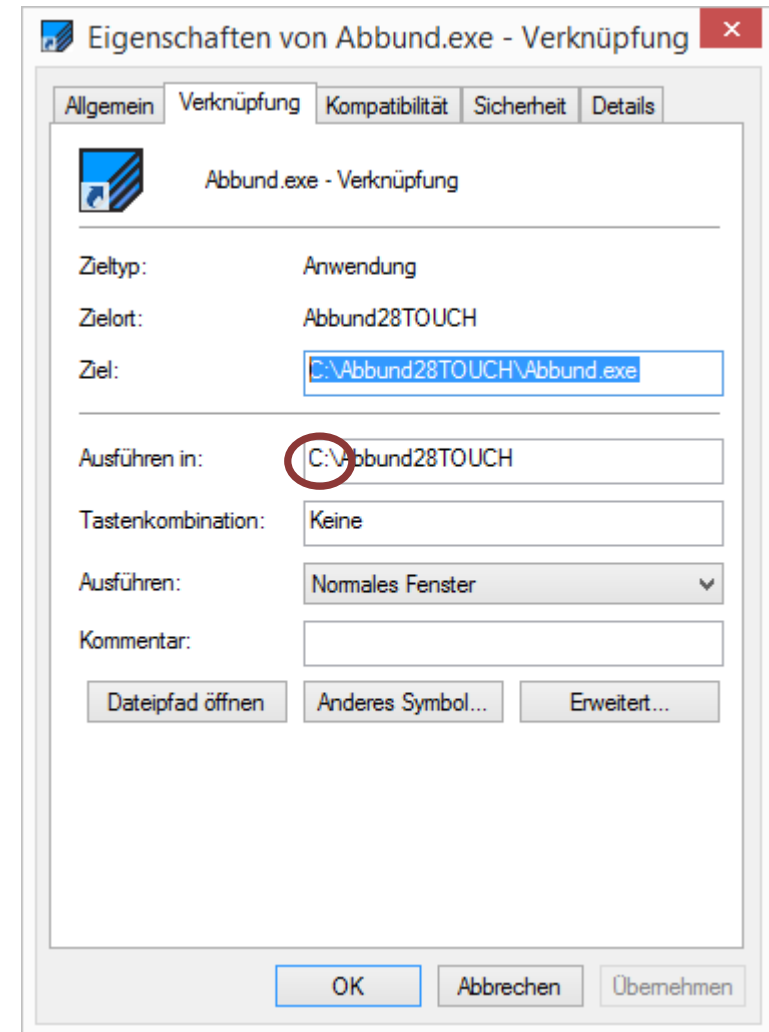 Eigenschaften von Abbund.exe - Verknüpfung
Allgemein Verknüpfung Kompatibilität Sicherheit Details
Abbund.exe - Verknüpfung
Zieltyp: Anwendung
Zielort: Abbund28TOUCH
Ziel: C:\Abbund28TOUCH\Abbund.exe
Ausführen in: C:\Abbund28TOUCH
Tastenkombination: Keine
Ausführen: Normales Fenster
Kommentar:
Dateipfad öffnen Anderes Symbol... Erweitert...
OK Abbrechen Übernehmen